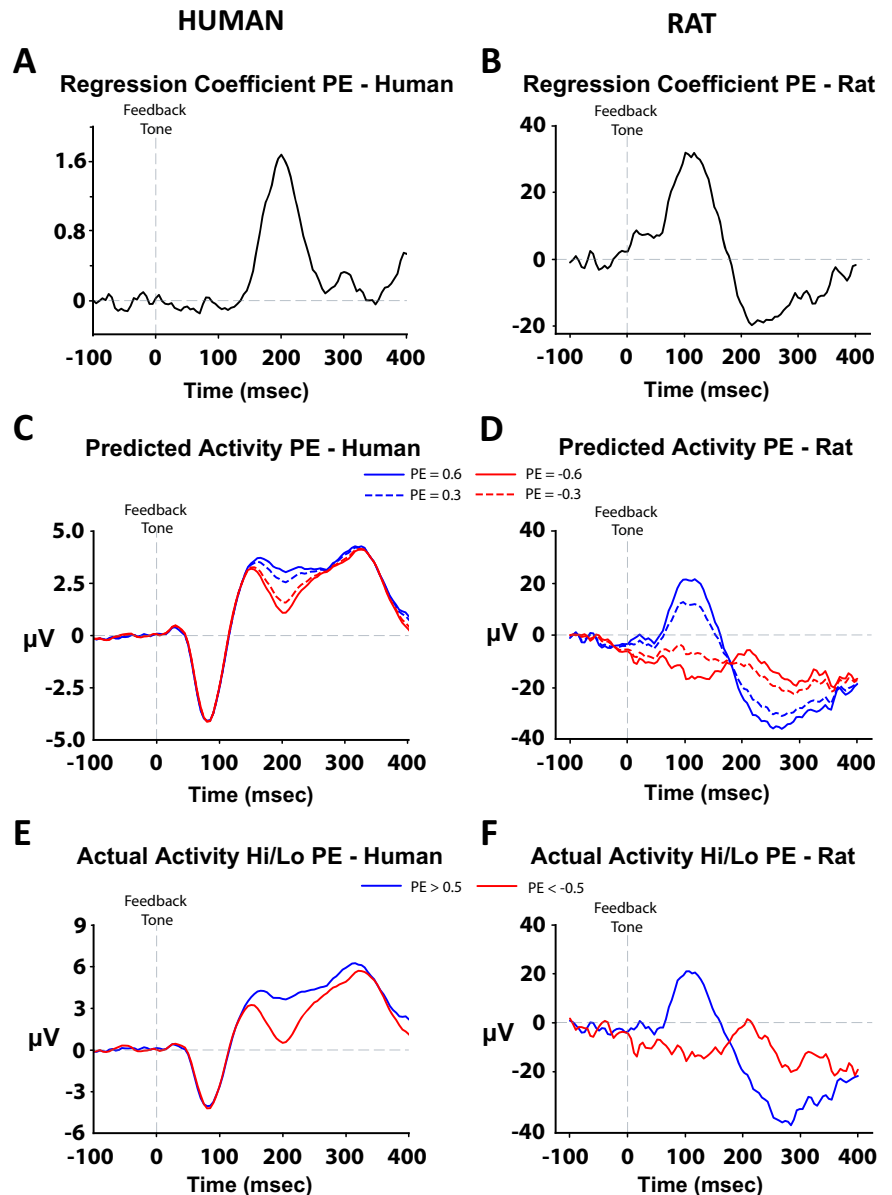 HUMAN
RAT
A
Regression Coefficient PE - Human
Feedback
Tone
1.6
0.8
0
-100 0 100 200 300 400
Time (msec)
B
Regression Coefficient PE - Rat
Feedback
Tone
40
20
0
-20
-100 0 100 200 300 400
Time (msec)
C
Predicted Activity PE - Human
D
Predicted Activity PE - Rat
PE = 0.6 PE = -0.6
PE = 0.3 PE = -0.3
Feedback
Tone
5.0
2.5
µV
0
-2.5
-5.0
-100 0 100 200 300 400
Time (msec)
Feedback
Tone
40
20
µV
0
-20
-40
-100 0 100 200 300 400
Time (msec)
E
Actual Activity Hi/Lo PE - Human
F
Actual Activity Hi/Lo PE - Rat
PE > 0.5 PE < -0.5
Feedback
Tone
9
6
3
µV
0
-3
-6
-100 0 100 200 300 400
Time (msec)
Feedback
Tone
40
20
µV
0
-20
-40
-100 0 100 200 300 400
Time (msec)